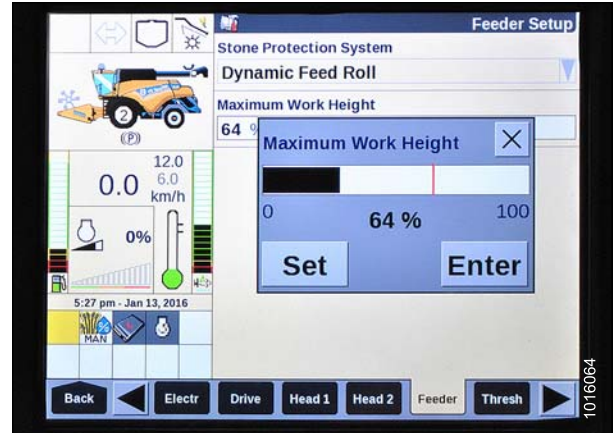 Feeder Setup
Stone Protection System
Dynamic Feed Roll
Maximum Work Height
64 %
Maximum Work Height
0
64 %
100
Set
Enter
2
(P)
0.0
12.0
6.0
km/h
0%
5:27 pm - Jan 13, 2016
MAN
Back
Electr
Drive
Head 1
Head 2
Feeder
Thresh
1016064